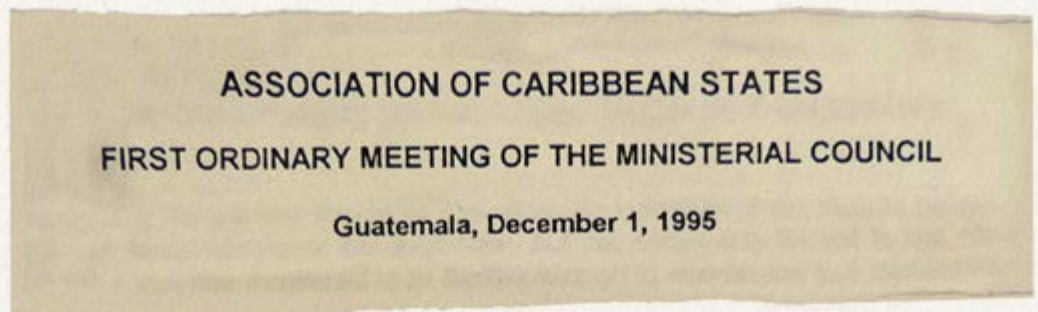 ASSOCIATION OF CARIBBEAN STATES
FIRST ORDINARY MEETING OF THE MINISTERIAL COUNCIL
Guatemala, December 1, 1995